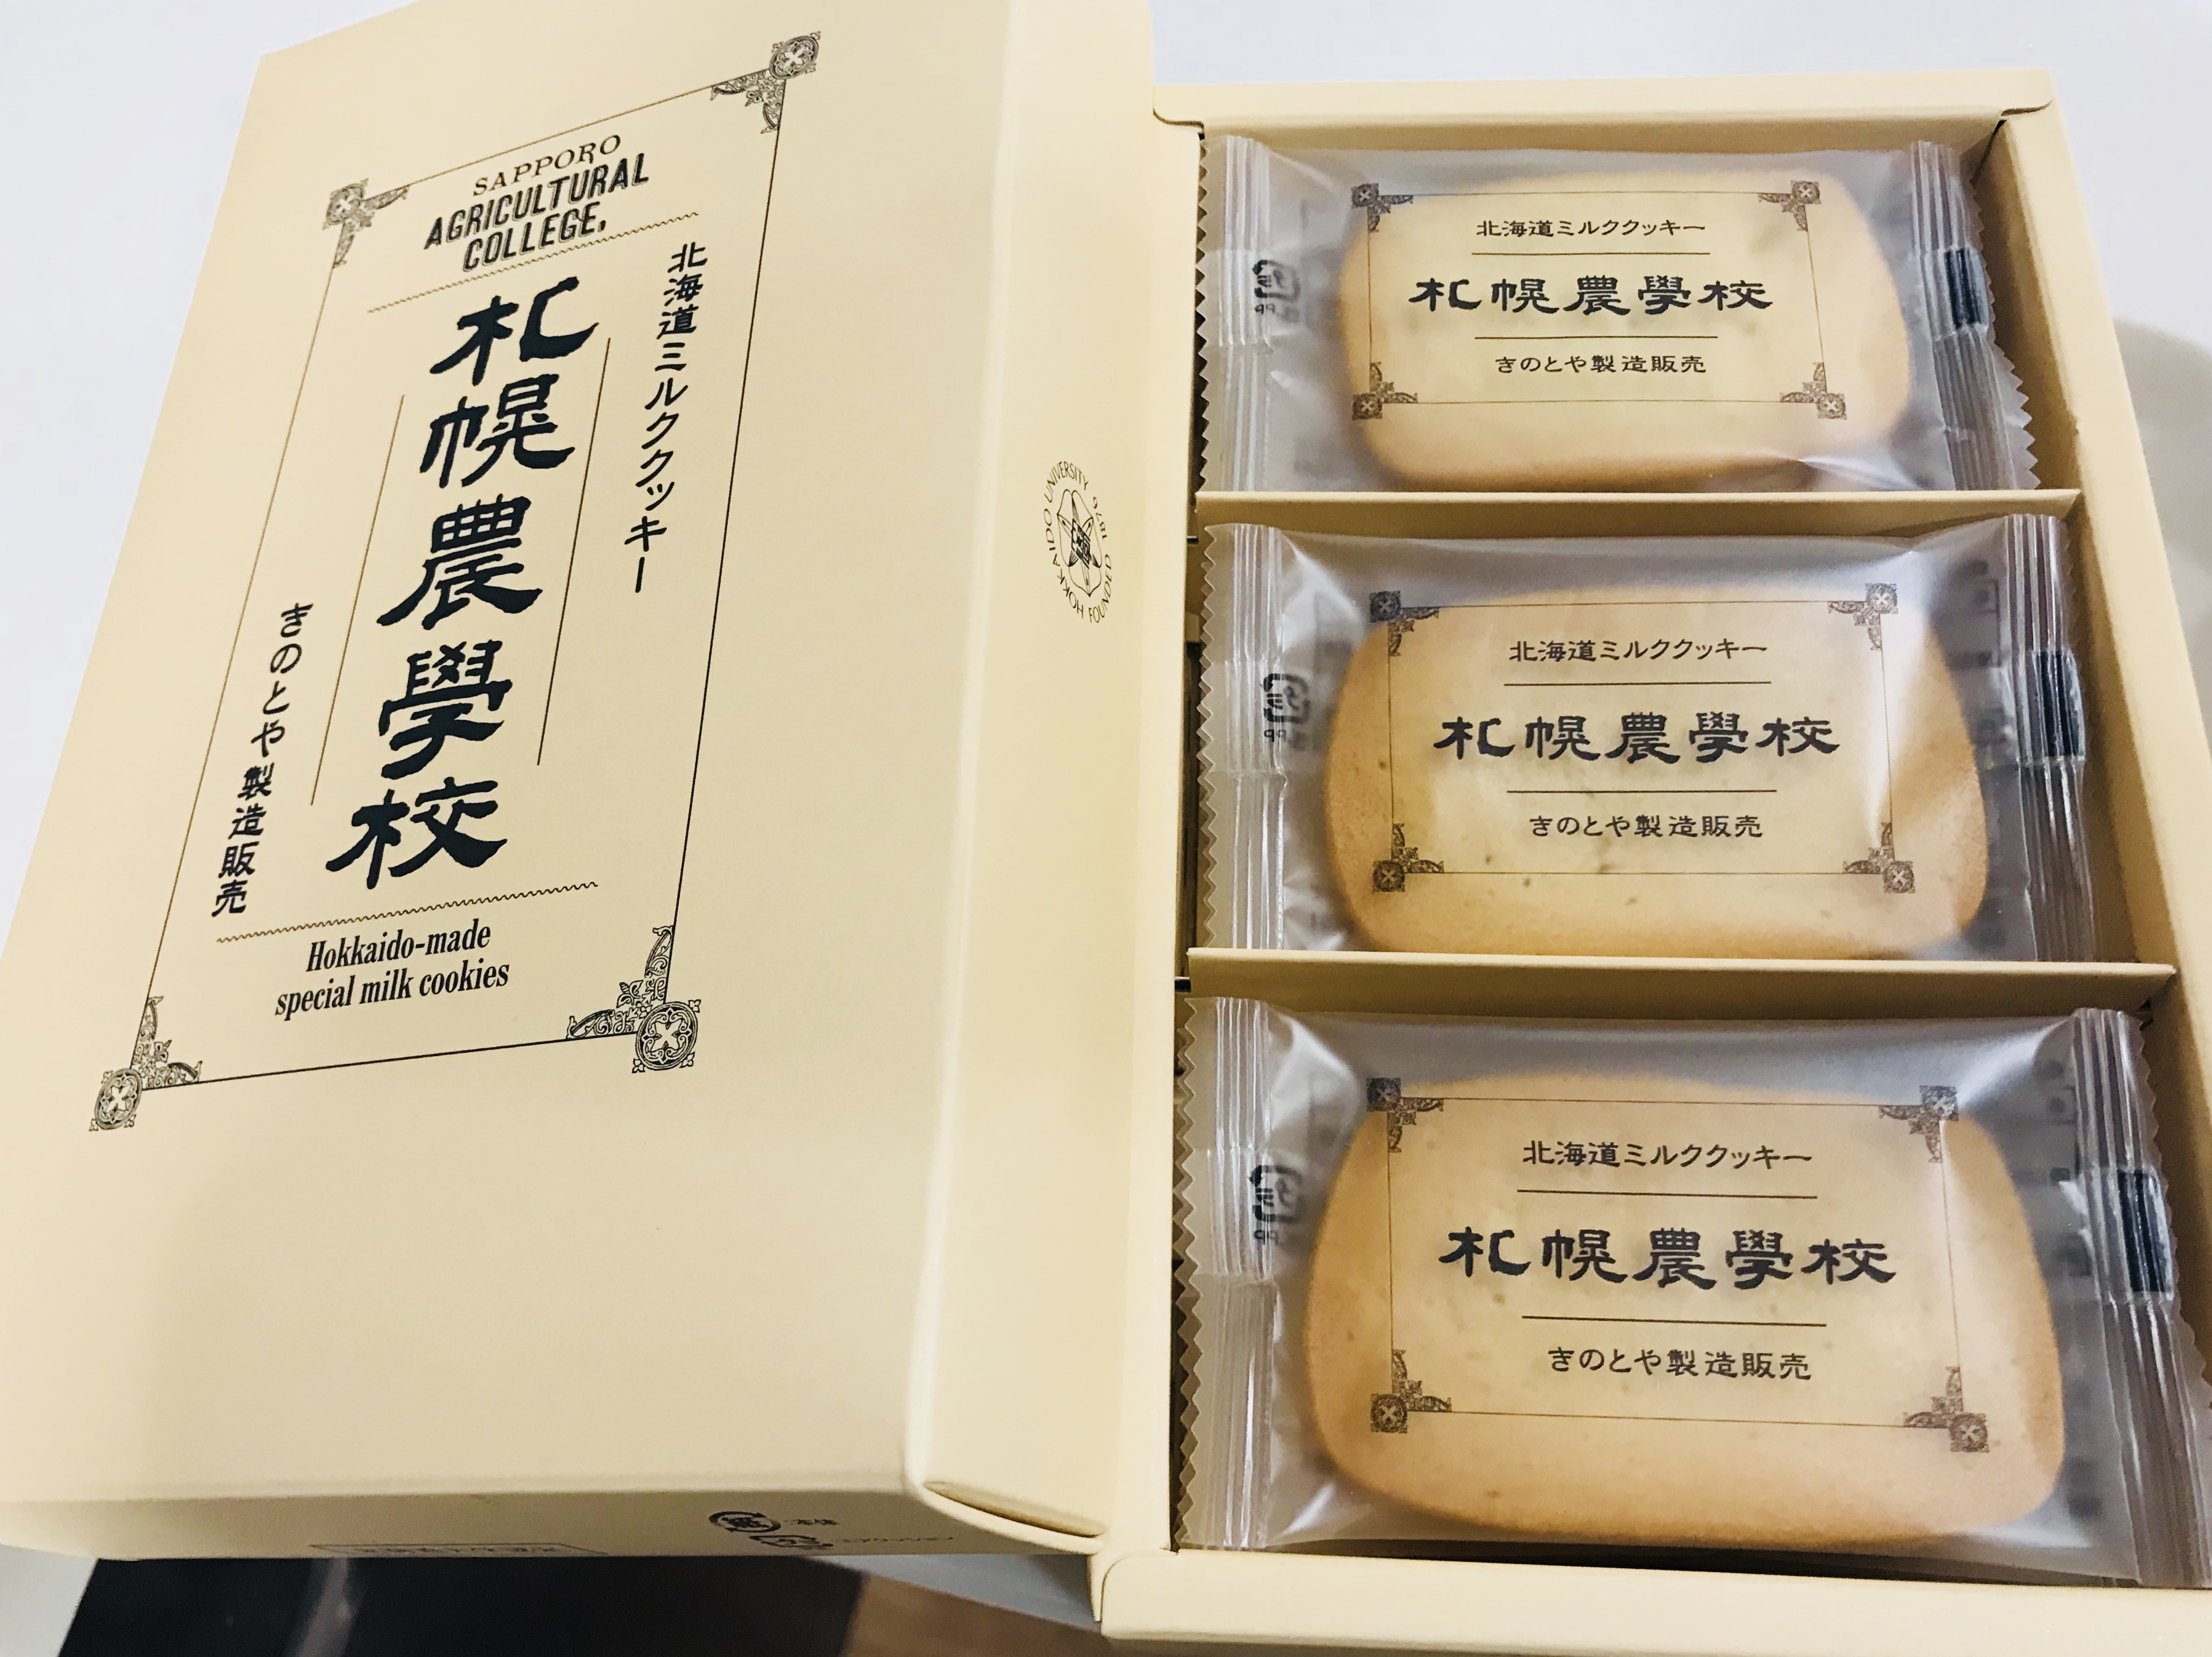 SAPPORO
AGRICULTURAL
COLLEGE.
北海道ミルククッキー
札幌農學校
きのとや製造販売
Hokkaido-made
special milk cookies
HOKKAIDO UNIVERSITY
FOUNDED 1876
北海道ミルククッキー
札幌農學校
きのとや製造販売
北海道ミルククッキー
札幌農學校
きのとや製造販売
北海道ミルククッキー
札幌農學校
きのとや製造販売